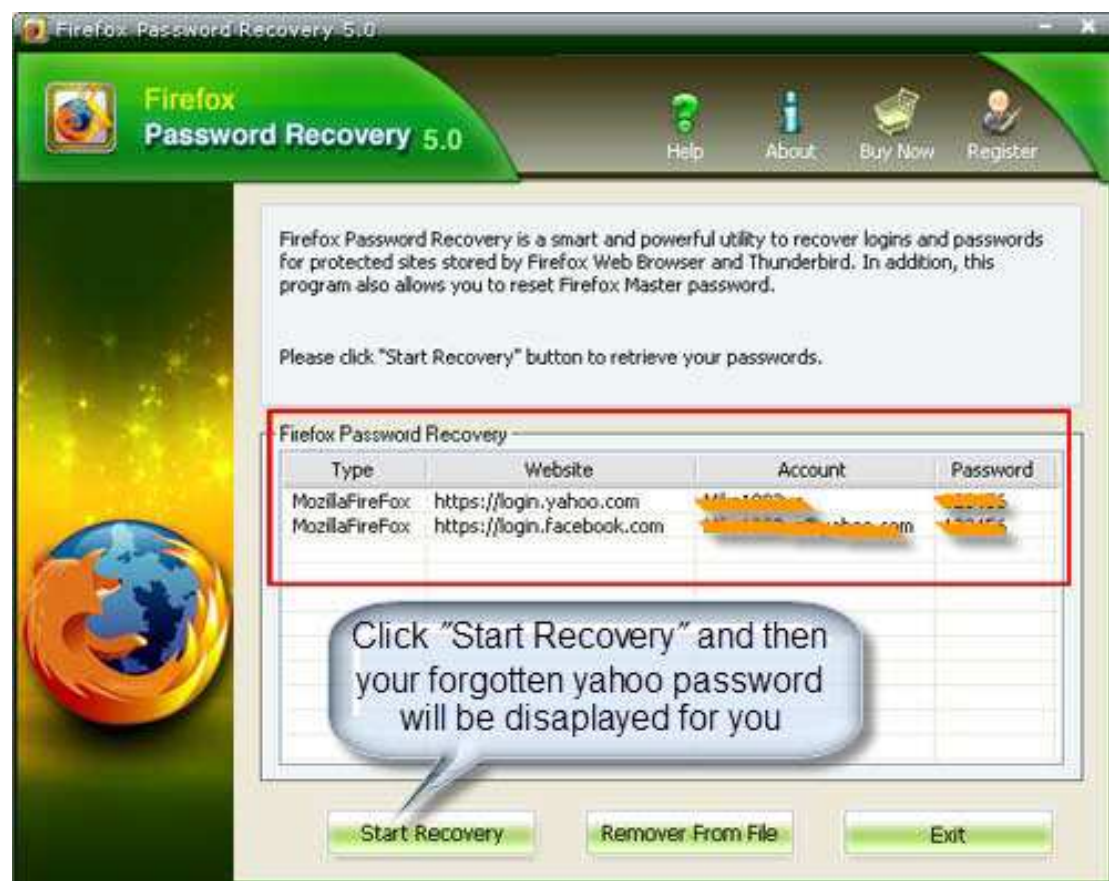 Firefox Password Recovery 5.0
Firefox
Password Recovery 5.0
Help About Buy Now Register
Firefox Password Recovery is a smart and powerful utility to recover logins and passwords
for protected sites stored by Firefox Web Browser and Thunderbird. In addition, this
program also allows you to reset Firefox Master password.
Please click "Start Recovery" button to retrieve your passwords.
Firefox Password Recovery
Type Website Account Password
MozillaFireFox https://login.yahoo.com
MozillaFireFox https://login.facebook.com
Click "Start Recovery" and then
your forgotten yahoo password
will be disaplayed for you
Start Recovery Remover From File Exit